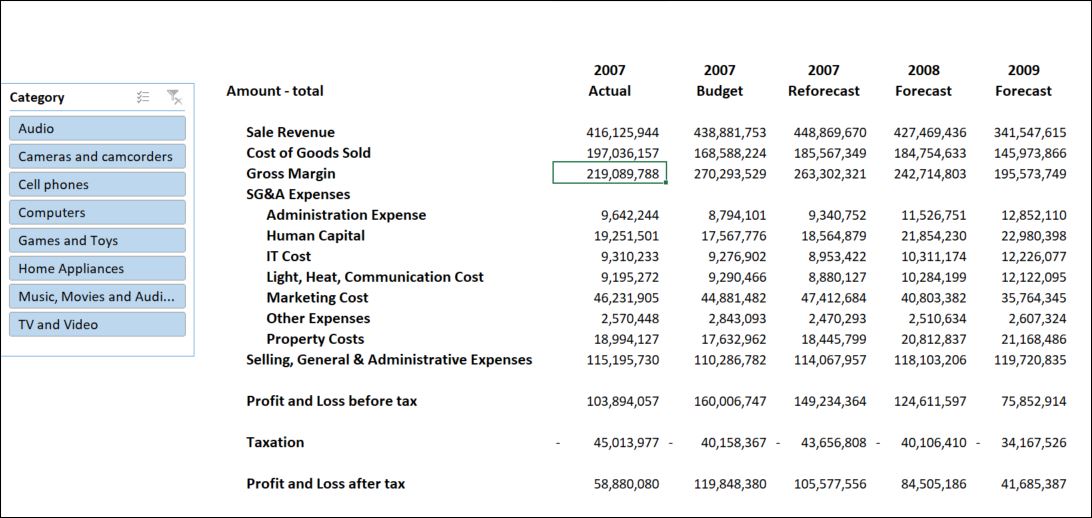 2007 2007 2007 2008 2009
Category
Amount - total Actual Budget Reforecast Forecast Forecast
Audio
Sale Revenue 416,125,944 438,881,753 448,869,670 427,469,436 341,547,615
Cameras and camcorders
Cost of Goods Sold 197,036,157 168,588,224 185,567,349 184,754,633 145,973,866
Gross Margin 219,089,788 270,293,529 263,302,321 242,714,803 195,573,749
Cell phones
SG&A Expenses
Computers
Administration Expense 9,642,244 8,794,101 9,340,752 11,526,751 12,852,110
Games and Toys
Human Capital 19,251,501 17,567,776 18,564,879 21,854,230 22,980,398
IT Cost 9,310,233 9,276,902 8,953,422 10,311,174 12,226,077
Home Appliances
Light, Heat, Communication Cost 9,195,272 9,290,466 8,880,127 10,284,199 12,122,095
Music, Movies and Audi...
Marketing Cost 46,231,905 44,881,482 47,412,684 40,803,382 35,764,345
TV and Video
Other Expenses 2,570,448 2,843,093 2,470,293 2,510,634 2,607,324
Property Costs 18,994,127 17,632,962 18,445,799 20,812,837 21,168,486
Selling, General & Administrative Expenses 115,195,730 110,286,782 114,067,957 118,103,206 119,720,835
Profit and Loss before tax 103,894,057 160,006,747 149,234,364 124,611,597 75,852,914
Taxation - 45,013,977 - 40,158,367 - 43,656,808 - 40,106,410 - 34,167,526
Profit and Loss after tax 58,880,080 119,848,380 105,577,556 84,505,186 41,685,387